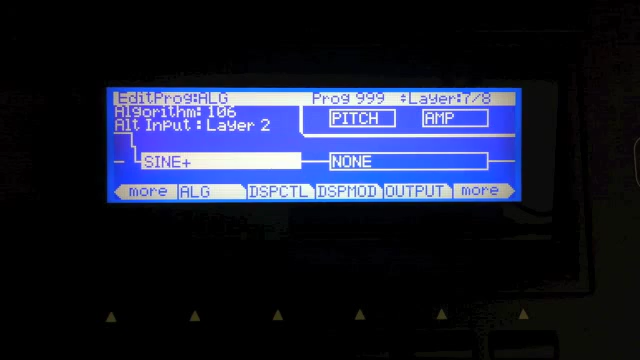 EditProg:ALG Prog 999 ÷Layer:7/8
Algorithm: 106
Alt Input: Layer 2
PITCH AMP
SINE+ NONE
more ALG DSPCTL DSPMOD OUTPUT more